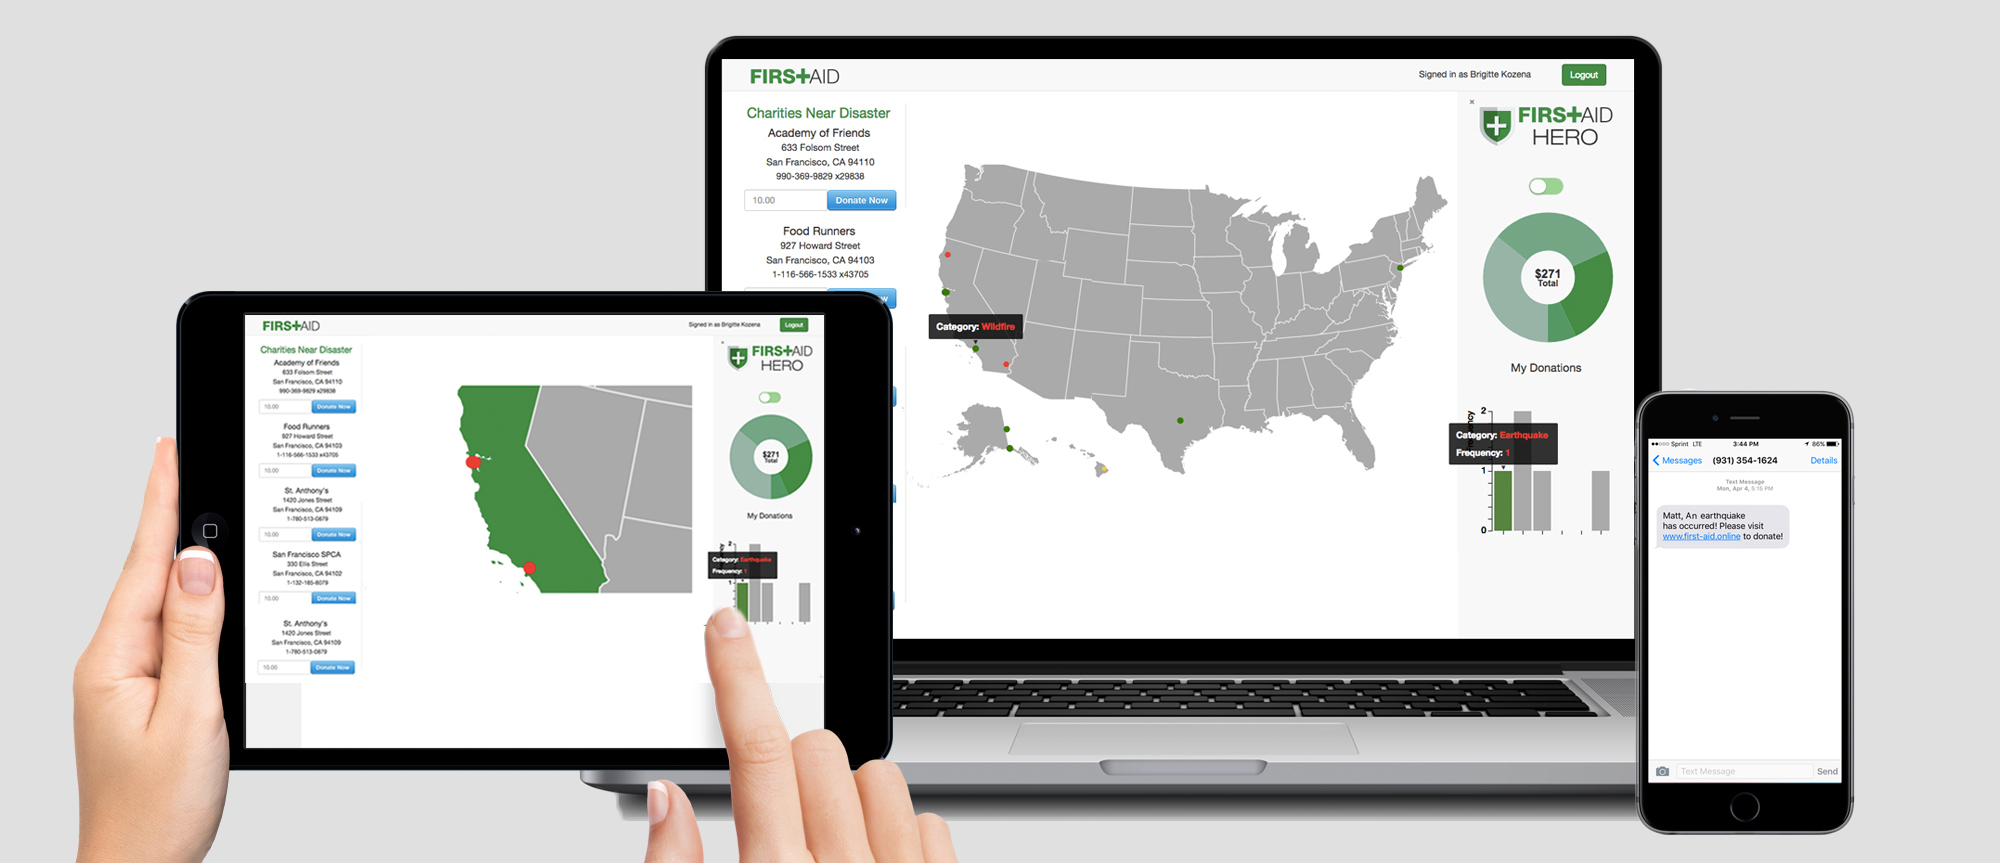 FIRST AID
Signed in as Brigitte Kozena
Logout
Charities Near Disaster
Academy of Friends
633 Folsom Street
San Francisco, CA 94110
990-369-9829 x29838
10.00
Donate Now
Food Runners
927 Howard Street
San Francisco, CA 94103
1-116-566-1533 x43705
Category: Wildfire
×
FIRST AID
HERO
$271
Total
My Donations
2
Category: Earthquake
Frequency: 1
1
0
FIRST AID
Signed in as Brigitte Kozena
Logout
Charities Near Disaster
Academy of Friends
633 Folsom Street
San Francisco, CA 94110
990-369-9829 x29838
10.00
Donate Now
Food Runners
927 Howard Street
San Francisco, CA 94103
1-116-566-1533 x43705
10.00
Donate Now
St. Anthony's
1420 Jones Street
San Francisco, CA 94109
1-780-513-0879
10.00
Donate Now
San Francisco SPCA
330 Ellis Street
San Francisco, CA 94102
1-132-165-8079
10.00
Donate Now
St. Anthony's
1420 Jones Street
San Francisco, CA 94109
1-780-513-0879
10.00
Donate Now
FIRST AID
HERO
$271
Total
My Donations
2
Category: Earthquake
Frequency: 1
1
Sprint LTE
3:44 PM
86%
Messages
(931) 354-1624
Details
Text Message
Mon, Apr 4, 5:15 PM
Matt, An earthquake
has occurred! Please visit
www.first-aid.online to donate!
Text Message
Send